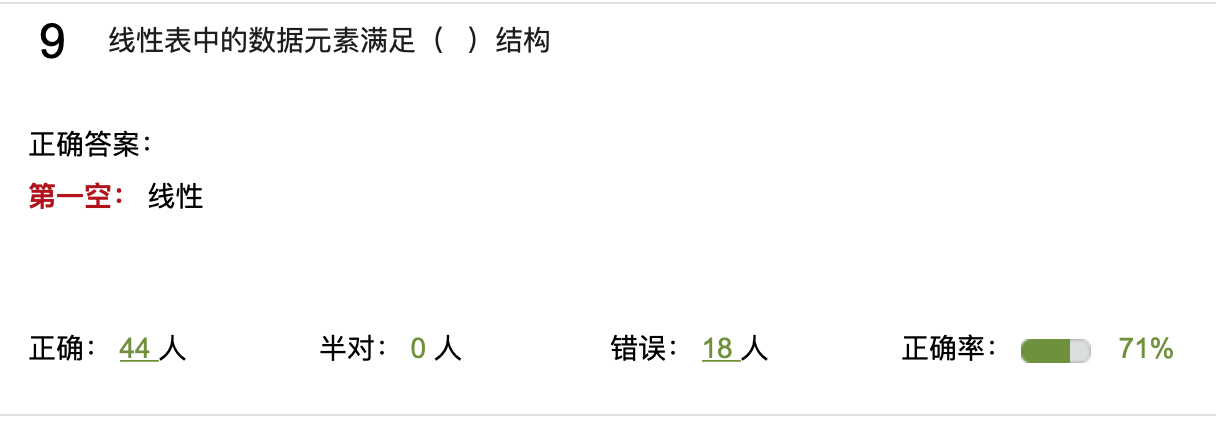 9 线性表中的数据元素满足（ ）结构
正确答案：
第一空： 线性
正确： 44 人 半对： 0 人 错误： 18 人 正确率： 71%